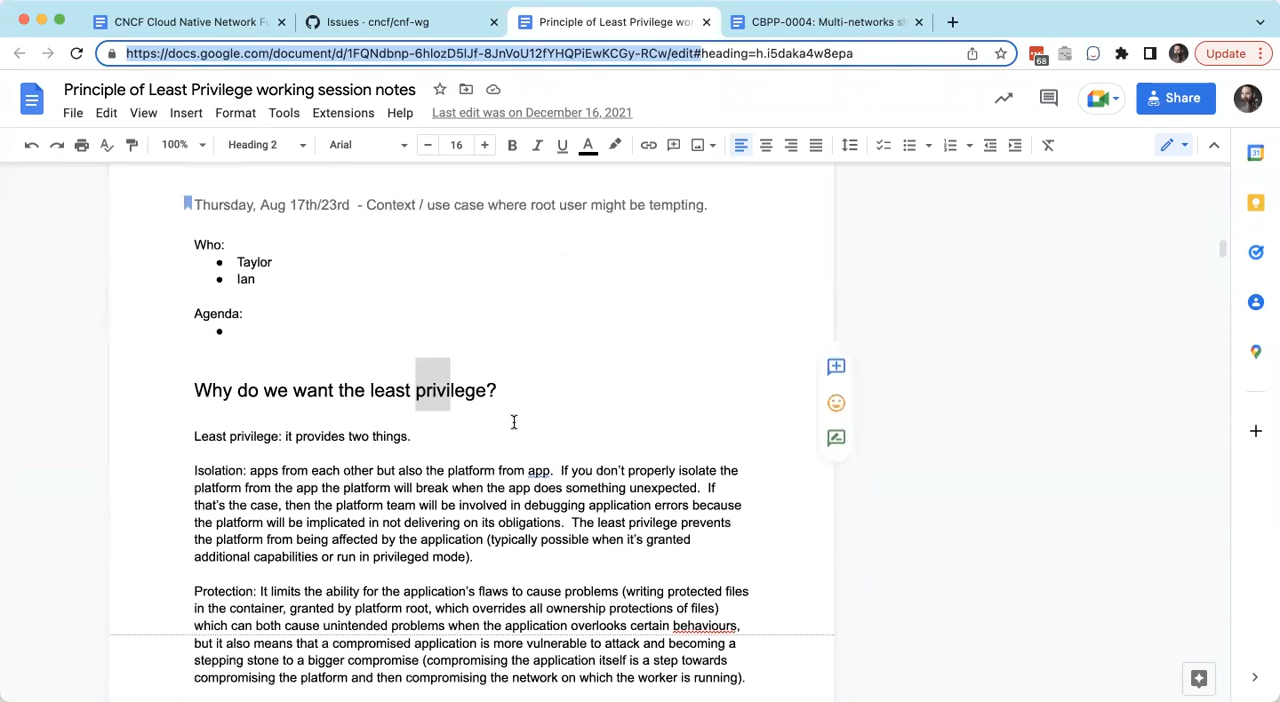 CNCF Cloud Native Network Fu
Issues · cncf/cnf-wg
Principle of Least Privilege wor
CBPP-0004: Multi-networks sh
https://docs.google.com/document/d/1FQNdbnp-6hlozD5lJf-8JnVoU12fYHQPiEwKCGy-RCw/edit#heading=h.i5daka4w8epa
68
Update
Principle of Least Privilege working session notes
File Edit View Insert Format Tools Extensions Help Last edit was on December 16, 2021
Share
100% Heading 2 Arial 16 B I U A
31
Thursday, Aug 17th/23rd - Context / use case where root user might be tempting.
Who:
● Taylor
● Ian
Agenda:
●
Why do we want the least privilege?
Least privilege: it provides two things.
Isolation: apps from each other but also the platform from app. If you don't properly isolate the
platform from the app the platform will break when the app does something unexpected. If
that's the case, then the platform team will be involved in debugging application errors because
the platform will be implicated in not delivering on its obligations. The least privilege prevents
the platform from being affected by the application (typically possible when it's granted
additional capabilities or run in privileged mode).
Protection: It limits the ability for the application's flaws to cause problems (writing protected files
in the container, granted by platform root, which overrides all ownership protections of files)
which can both cause unintended problems when the application overlooks certain behaviours,
but it also means that a compromised application is more vulnerable to attack and becoming a
stepping stone to a bigger compromise (compromising the application itself is a step towards
compromising the platform and then compromising the network on which the worker is running).